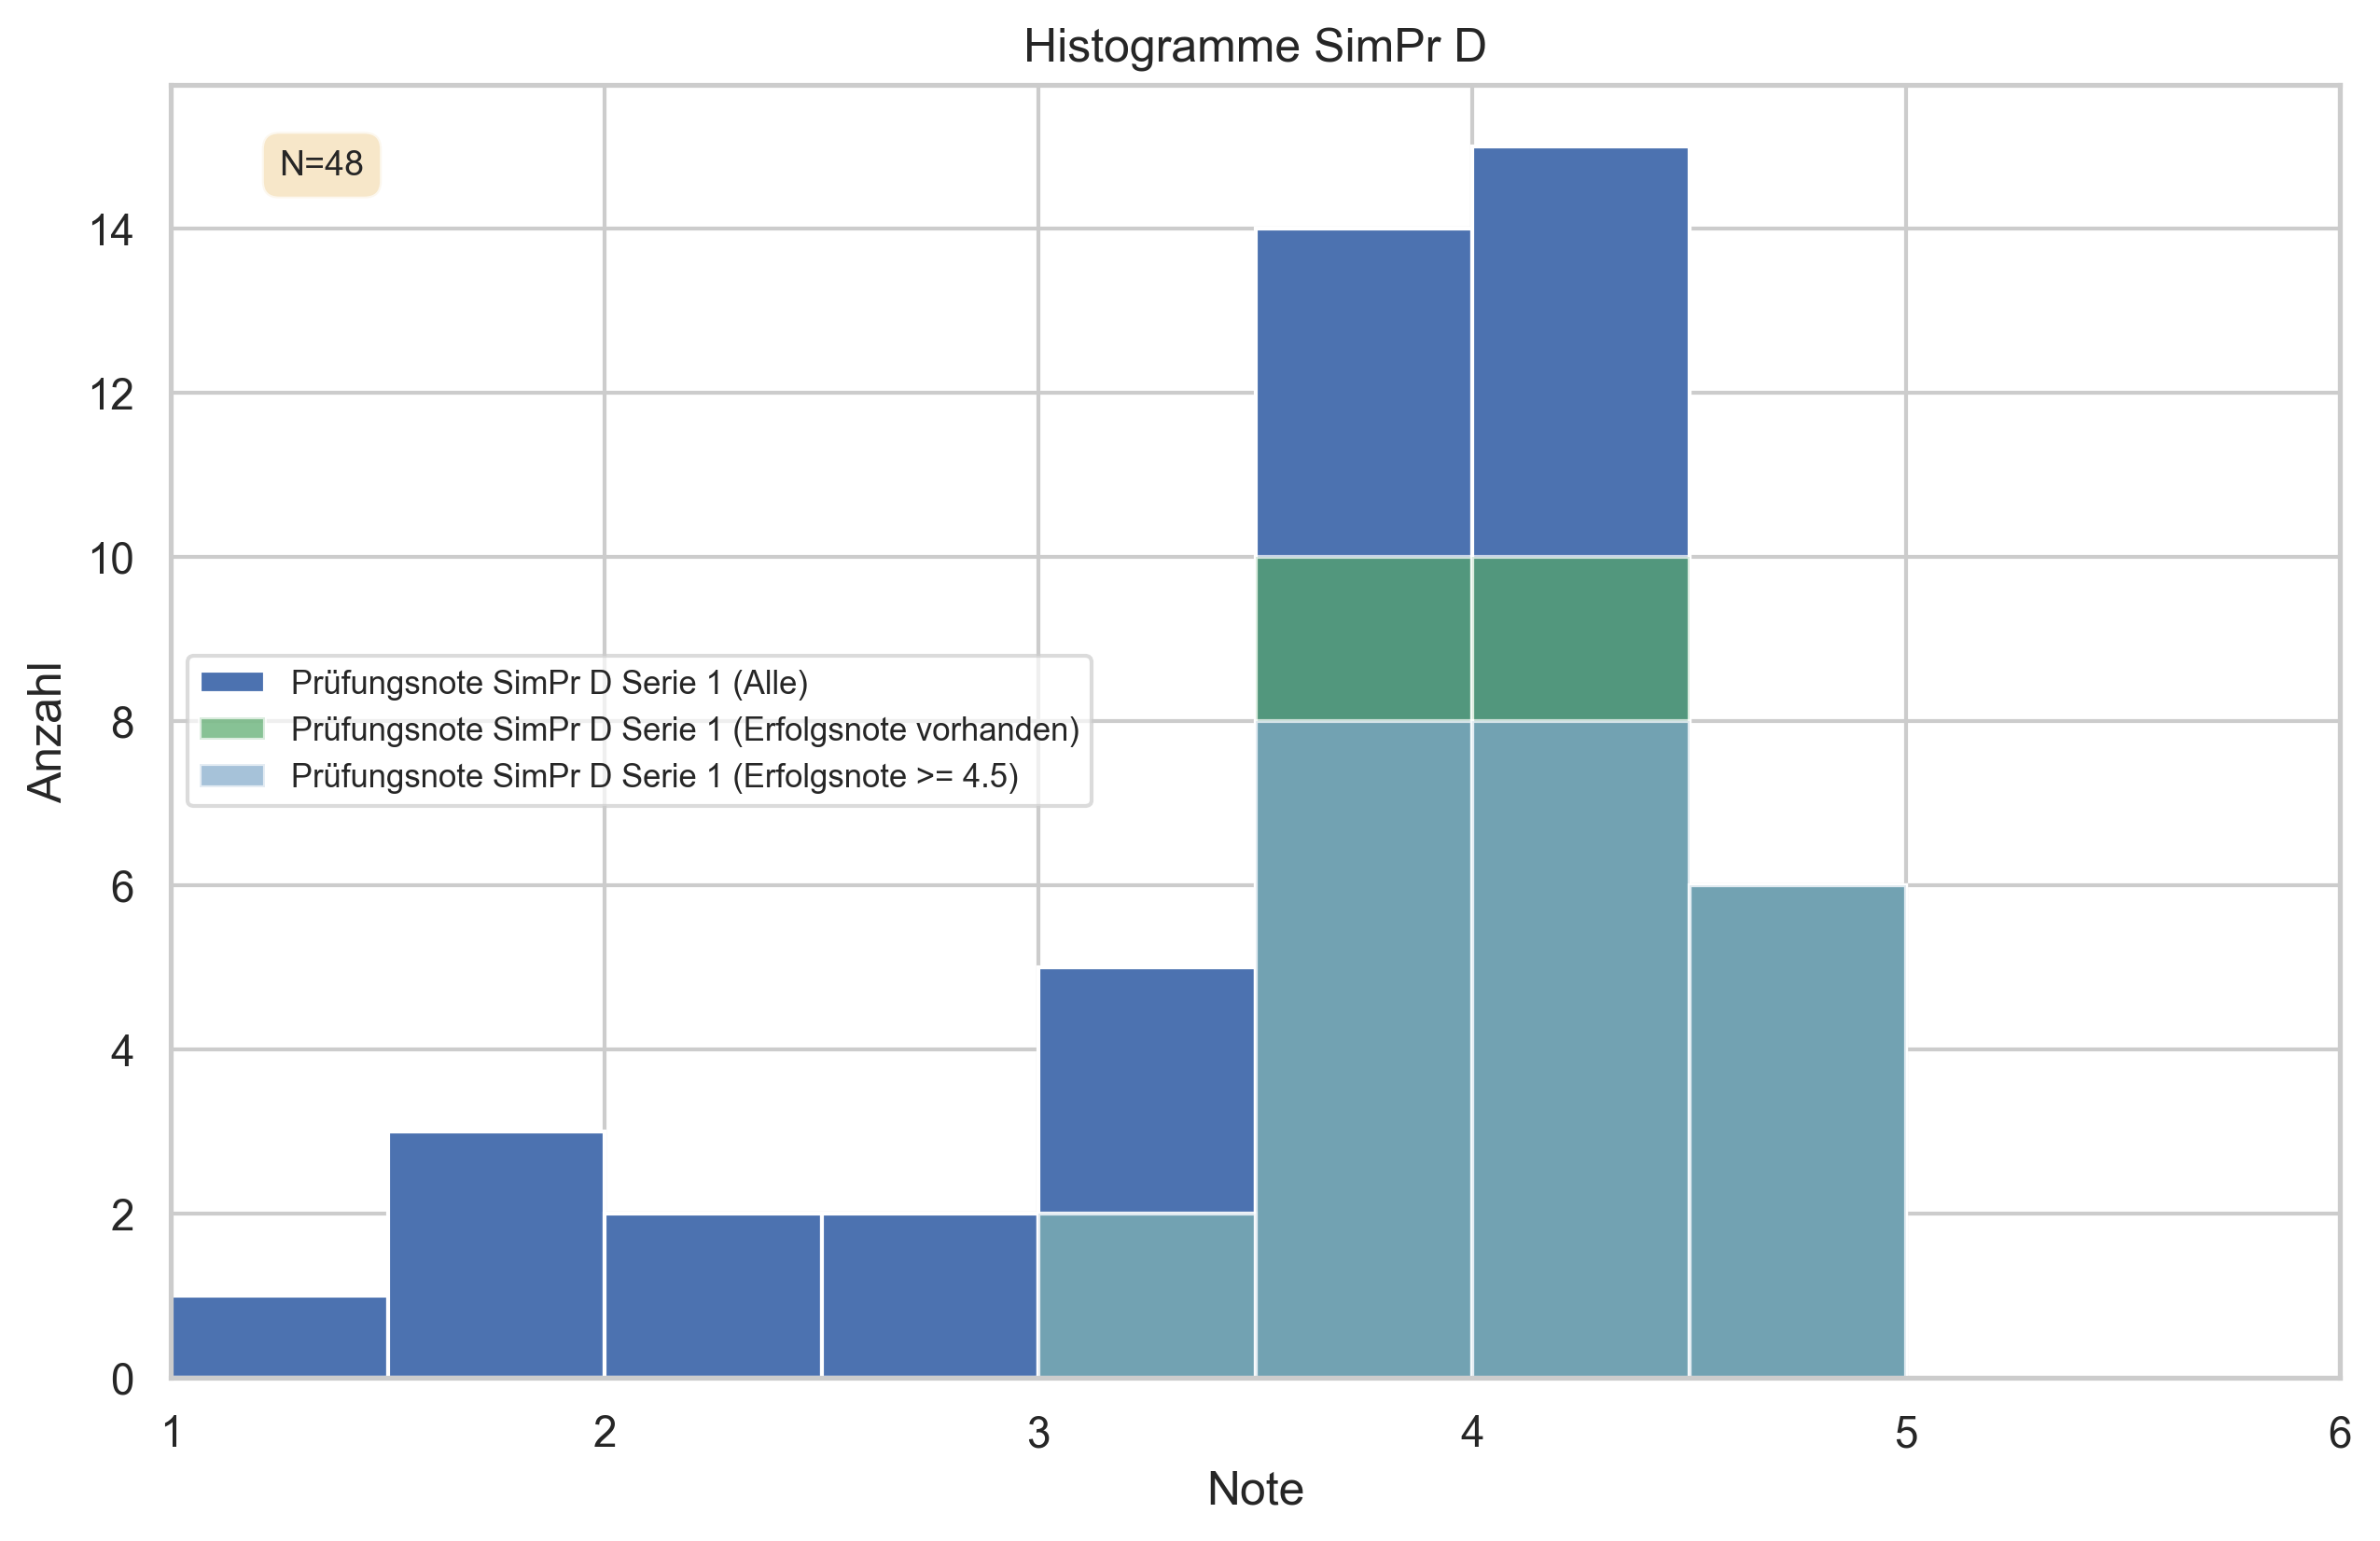 Histogramme SimPr D
N=48
14
12
10
8
6
4
2
0
Anzahl
Prüfungsnote SimPr D Serie 1 (Alle)
Prüfungsnote SimPr D Serie 1 (Erfolgsnote vorhanden)
Prüfungsnote SimPr D Serie 1 (Erfolgsnote >= 4.5)
1 2 3 4 5 6
Note